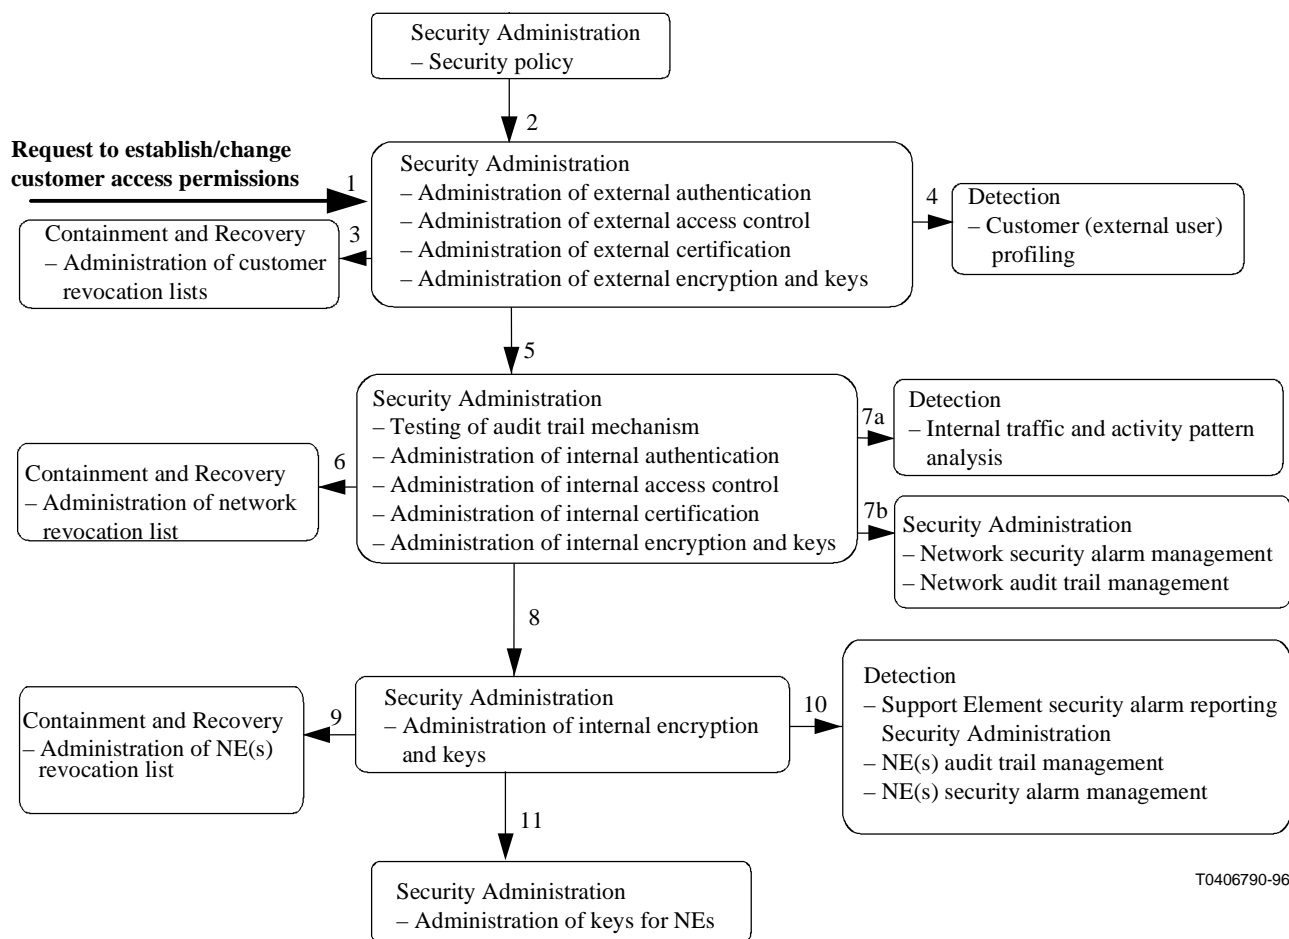 Security Administration
– Security policy
2
Request to establish/change
customer access permissions
1
Security Administration
– Administration of external authentication
– Administration of external access control
– Administration of external certification
– Administration of external encryption and keys
3
Containment and Recovery
– Administration of customer
revocation lists
4
Detection
– Customer (external user)
profiling
5
Security Administration
– Testing of audit trail mechanism
– Administration of internal authentication
– Administration of internal access control
– Administration of internal certification
– Administration of internal encryption and keys
6
Containment and Recovery
– Administration of network
revocation list
7a
Detection
– Internal traffic and activity pattern
analysis
7b
Security Administration
– Network security alarm management
– Network audit trail management
8
Security Administration
– Administration of internal encryption
and keys
9
Containment and Recovery
– Administration of NE(s)
revocation list
10
Detection
– Support Element security alarm reporting
Security Administration
– NE(s) audit trail management
– NE(s) security alarm management
11
Security Administration
– Administration of keys for NEs
T0406790-96